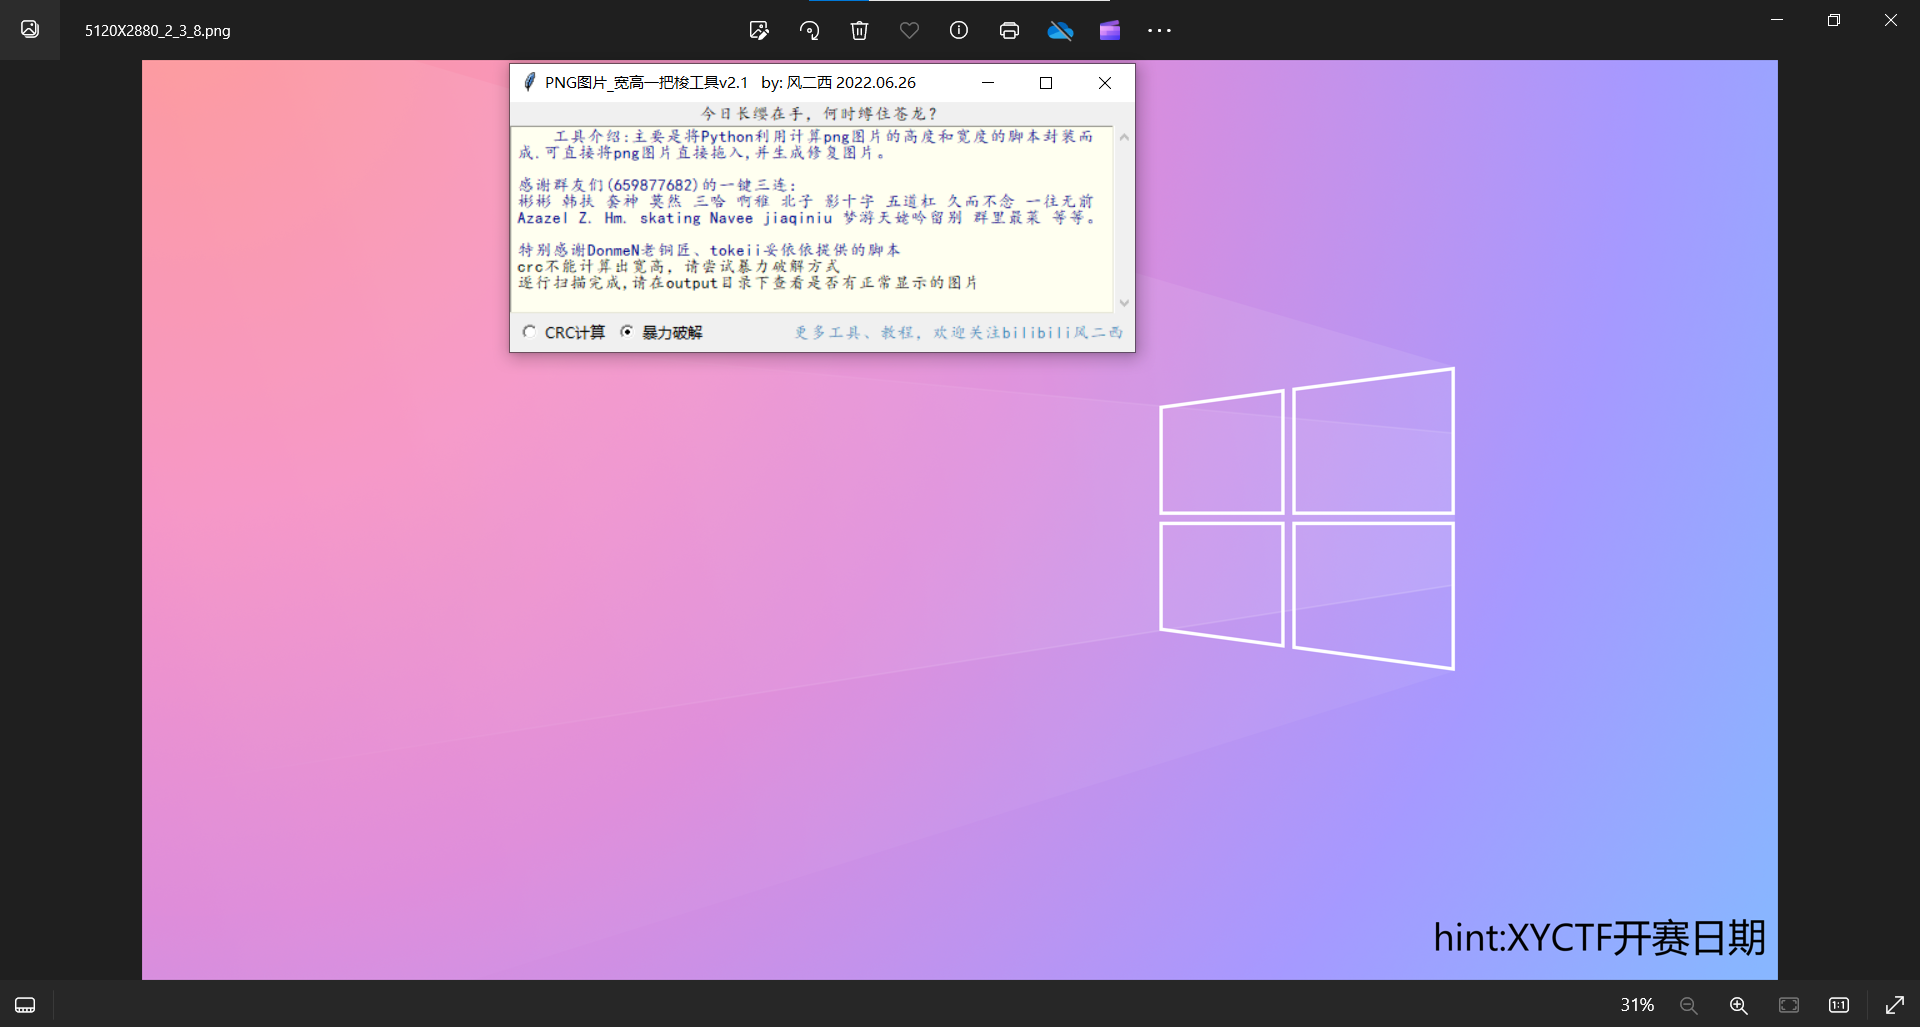 5120X2880_2_3_8.png
PNG图片_宽高一把梭工具v2.1 by: 风二西 2022.06.26
今日长缨在手，何时缚住苍龙？
工具介绍:主要是将Python利用计算png图片的高度和宽度的脚本封装而
成.可直接将png图片直接拖入,并生成修复图片。
感谢群友们(659877682)的一键三连:
彬彬 韩扶 套神 莫然 三哈 啊稚 北子 影十字 五道杠 久而不念 一往无前
Azazel Z. Hm. skating Navee jiaqiniu 梦游天姥吟留别 群里最菜 等等。
特别感谢DonmeN老铜匠、tokeii妥依依提供的脚本
crc不能计算出宽高，请尝试暴力破解方式
逐行扫描完成,请在output目录下查看是否有正常显示的图片
CRC计算 暴力破解 更多工具、教程，欢迎关注bilibili风二西
hint:XYCTF开赛日期
31%
1:1